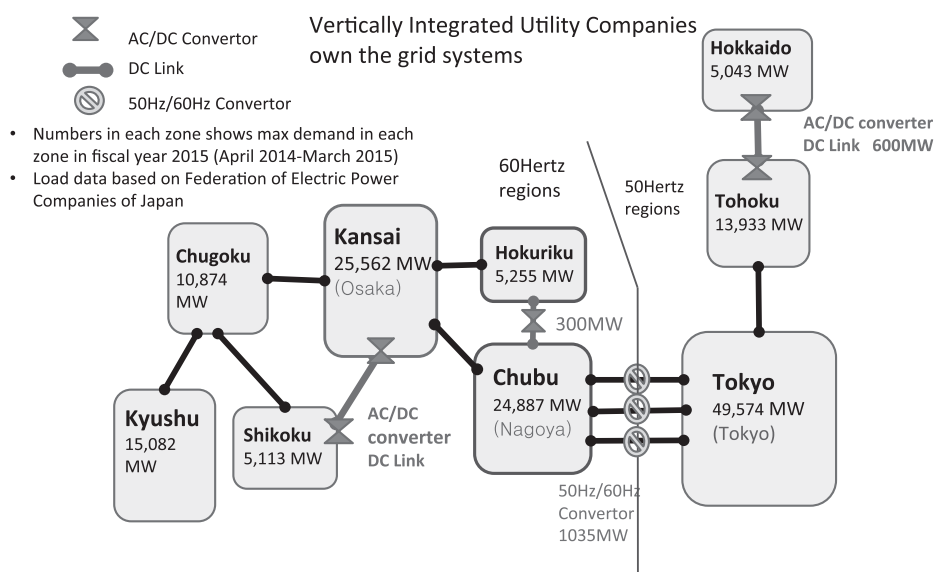 Vertically Integrated Utility Companies
own the grid systems
AC/DC Convertor
DC Link
50Hz/60Hz Convertor
• Numbers in each zone shows max demand in each
zone in fiscal year 2015 (April 2014-March 2015)
• Load data based on Federation of Electric Power
Companies of Japan
60Hertz
regions
50Hertz
regions
Hokkaido
5,043 MW
AC/DC converter
DC Link 600MW
Tohoku
13,933 MW
Chugoku
10,874
MW
Kansai
25,562 MW
(Osaka)
Hokuriku
5,255 MW
300MW
Chubu
24,887 MW
(Nagoya)
Tokyo
49,574 MW
(Tokyo)
Kyushu
15,082
MW
Shikoku
5,113 MW
AC/DC
converter
DC Link
50Hz/60Hz
Convertor
1035MW